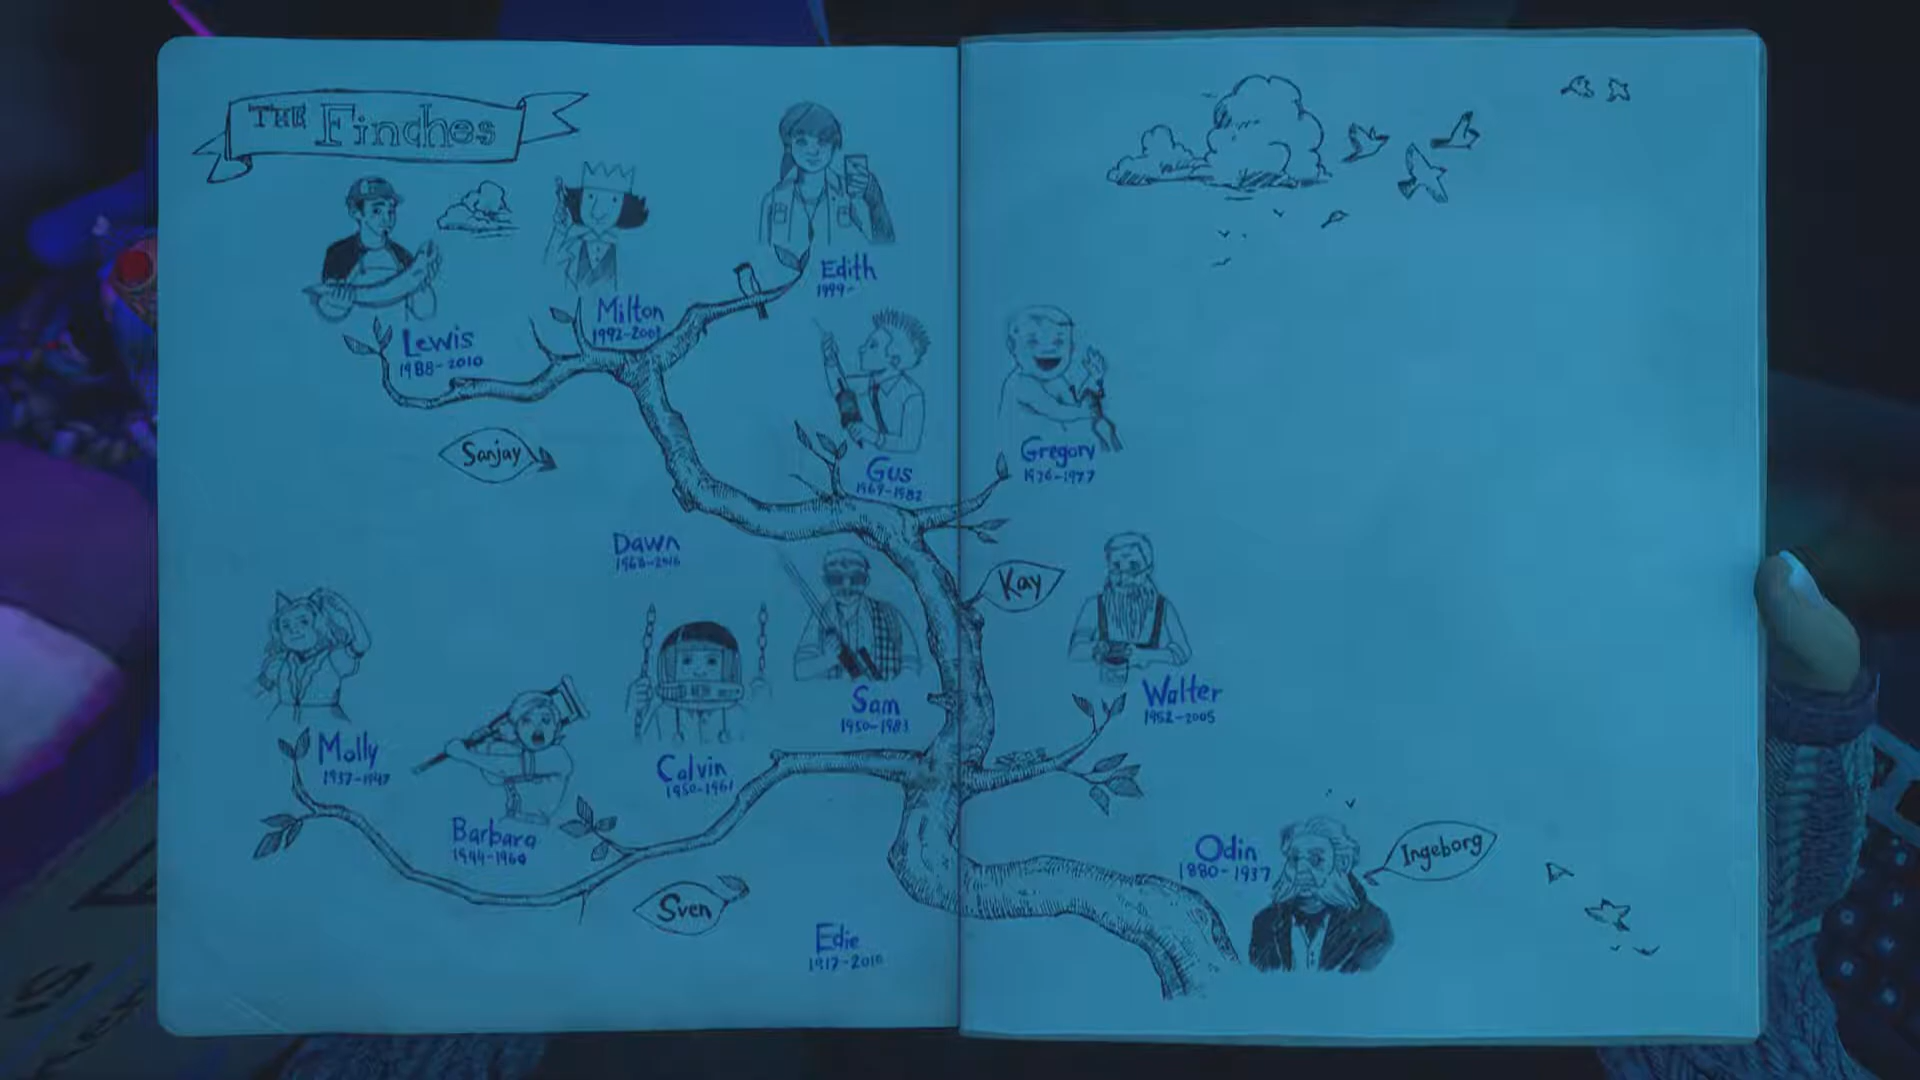 THE Finches
Edith
1999-
Milton
1992-2003
Lewis
1988-2010
Sanjay
Gus
1969-1982
Gregory
1976-1977
Dawn
1968-2016
Kay
Sam
1950-1983
Walter
1952-2005
Molly
1937-1947
Calvin
1950-1961
Barbara
1944-1960
Odin
1880-1937
Ingeborg
Sven
Edie
1917-2010